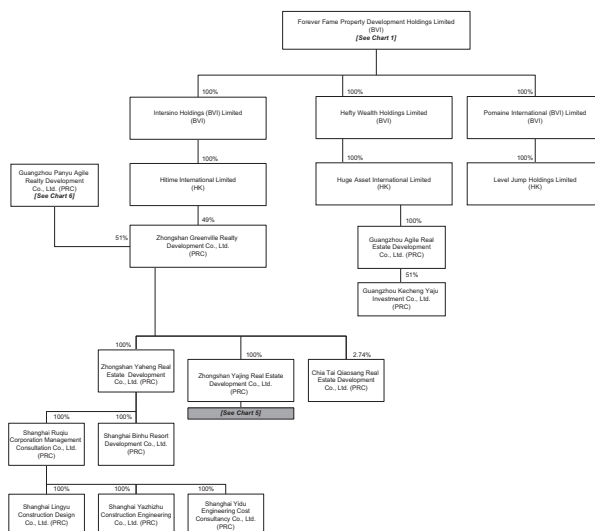 Forever Fame Property Development Holdings Limited
(BVI)
[See Chart 1]
100%
100%
100%
Intersino Holdings (BVI) Limited
(BVI)
Hefty Wealth Holdings Limited
(BVI)
Pomaine International (BVI) Limited
(BVI)
100%
100%
100%
Guangzhou Panyu Agile
Realty Development
Co., Ltd. (PRC)
[See Chart 6]
Hitime International Limited
(HK)
Huge Asset International Limited
(HK)
Level Jump Holdings Limited
(HK)
49%
100%
51%
Zhongshan Greenville Realty
Development Co., Ltd.
(PRC)
Guangzhou Agile Real
Estate Development
Co., Ltd. (PRC)
51%
Guangzhou Kecheng Yaju
Investment Co., Ltd.
(PRC)
100%
100%
2.74%
Zhongshan Yaheng Real
Estate Development
Co., Ltd. (PRC)
Zhongshan Yajing Real Estate
Development Co., Ltd.
(PRC)
[See Chart 5]
Chia Tai Qiaosang Real
Estate Development
Co., Ltd. (PRC)
100%
100%
Shanghai Ruqiu
Corporation Management
Consultation Co., Ltd.
(PRC)
Shanghai Binhu Resort
Development Co., Ltd.
(PRC)
100%
100%
100%
Shanghai Lingyu
Construction Design
Co., Ltd. (PRC)
Shanghai Yazhizhu
Construction Engineering
Co., Ltd. (PRC)
Shanghai Yidu
Engineering Cost
Consultancy Co., Ltd.
(PRC)